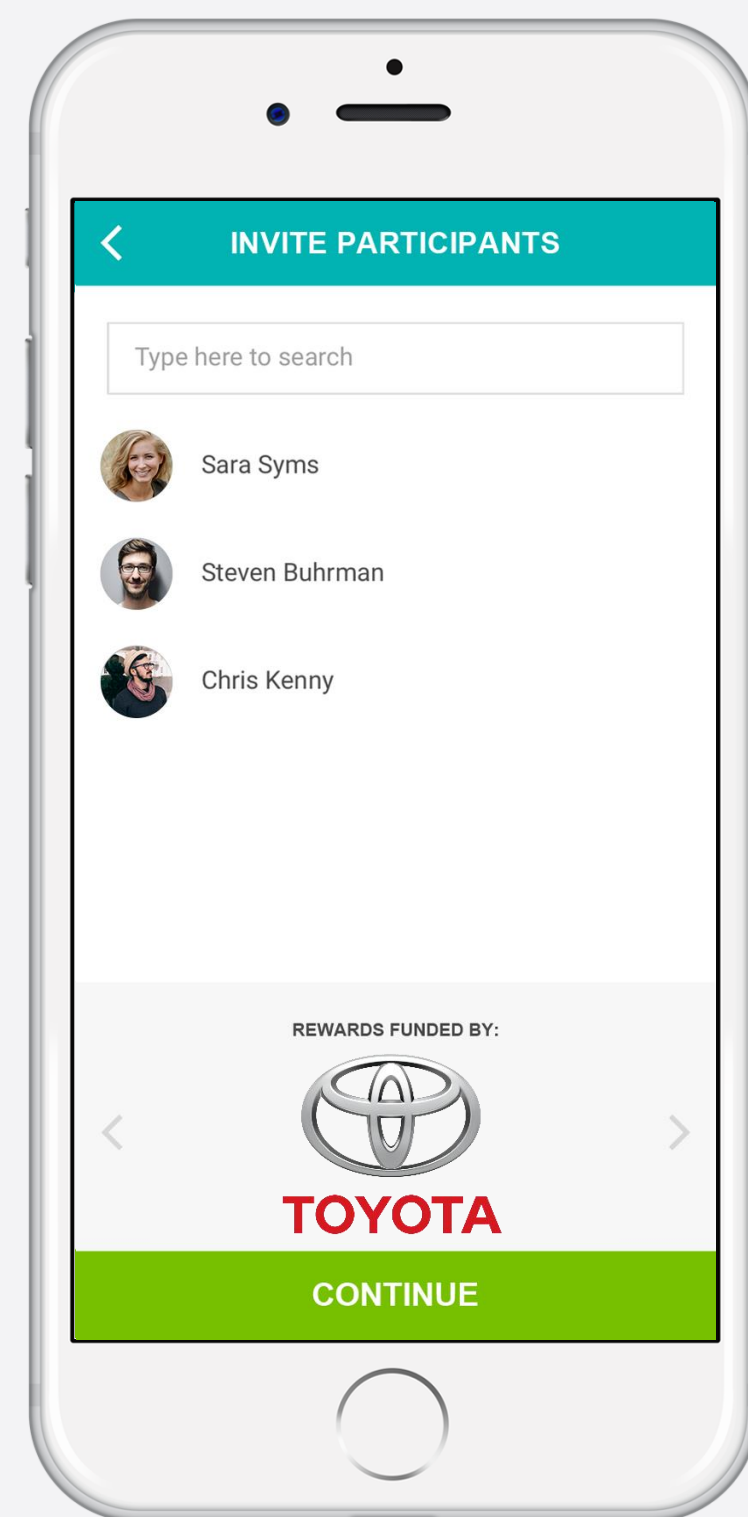 INVITE PARTICIPANTS
Type here to search
Sara Syms
Steven Buhrman
Chris Kenny
REWARDS FUNDED BY:
TOYOTA
CONTINUE